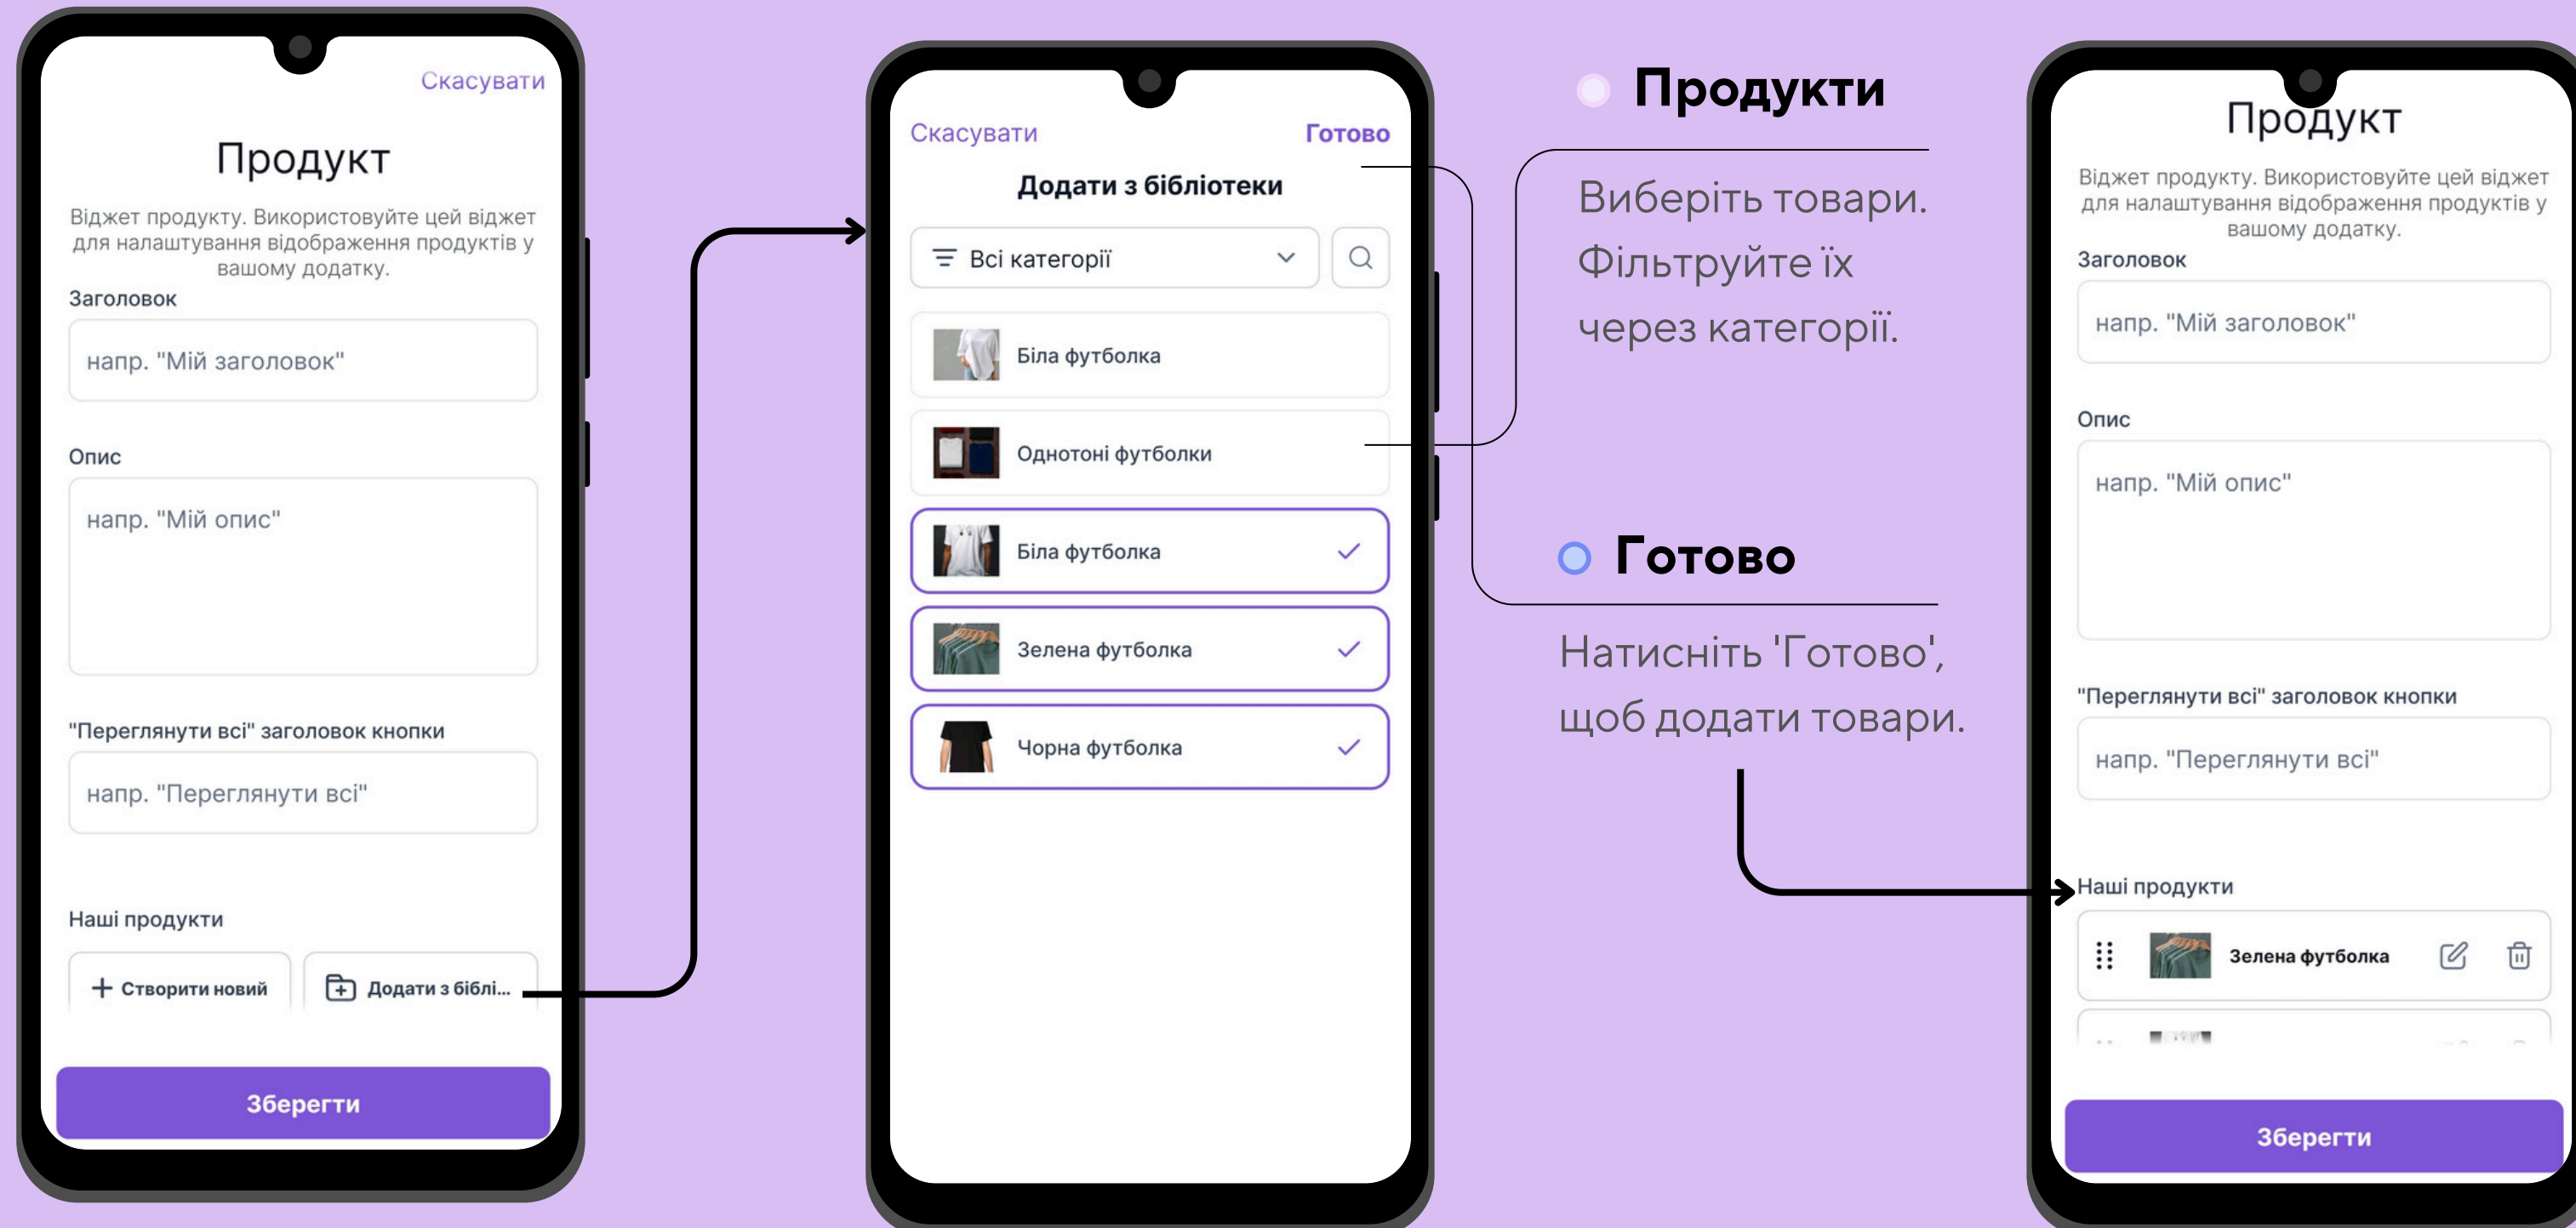 Скасувати
Продукт
Віджет продукту. Використовуйте цей віджет
для налаштування відображення продуктів у
вашому додатку.
Заголовок
напр. "Мій заголовок"
Опис
напр. "Мій опис"
"Переглянути всі" заголовок кнопки
напр. "Переглянути всі"
Наші продукти
Створити новий
Додати з біблі...
Зберегти
Скасувати
Готово
Додати з бібліотеки
Всі категорії
Біла футболка
Однотоні футболки
Біла футболка
Зелена футболка
Чорна футболка
Продукти
Виберіть товари.
Фільтруйте їх
через категорії.
Готово
Натисніть 'Готово',
щоб додати товари.
Продукт
Віджет продукту. Використовуйте цей віджет
для налаштування відображення продуктів у
вашому додатку.
Заголовок
напр. "Мій заголовок"
Опис
напр. "Мій опис"
"Переглянути всі" заголовок кнопки
напр. "Переглянути всі"
Наші продукти
Зелена футболка
Зберегти